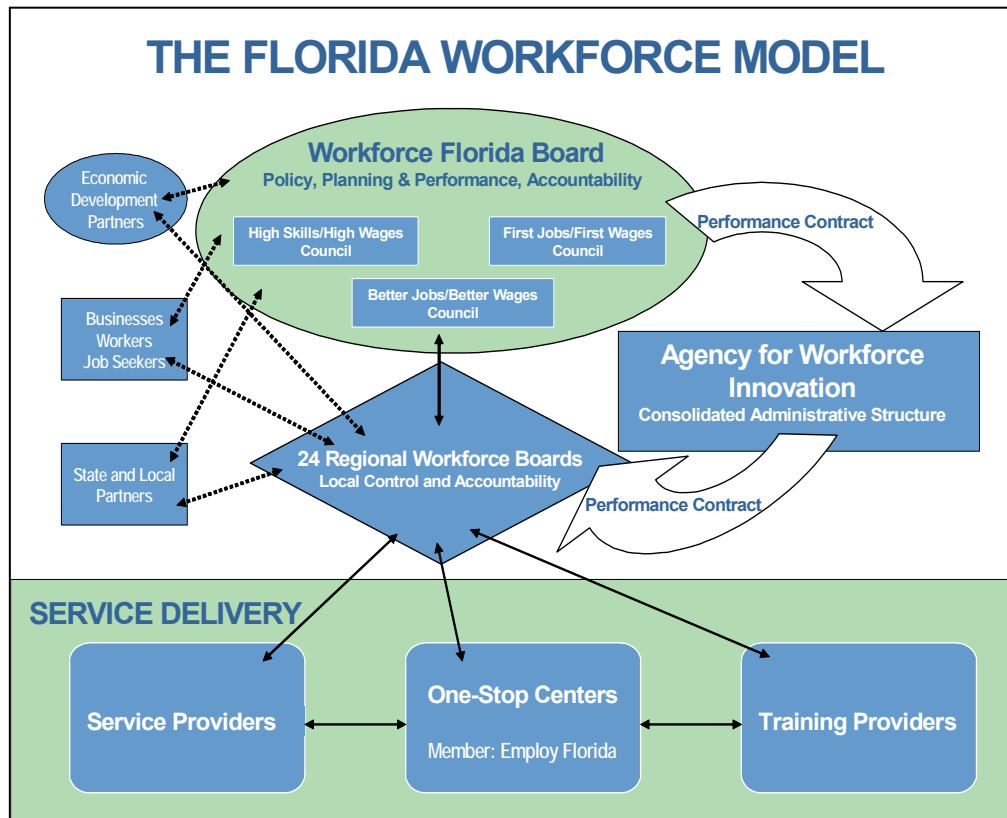 THE FLORIDA WORKFORCE MODEL
Workforce Florida Board
Policy, Planning & Performance, Accountability
Economic
Development
Partners
High Skills/High Wages
Council
First Jobs/First Wages
Council
Better Jobs/Better Wages
Council
Performance Contract
Businesses
Workers
Job Seekers
Agency for Workforce
Innovation
Consolidated Administrative Structure
State and Local
Partners
24 Regional Workforce Boards
Local Control and Accountability
Performance Contract
SERVICE DELIVERY
Service Providers
One-Stop Centers
Member: Employ Florida
Training Providers